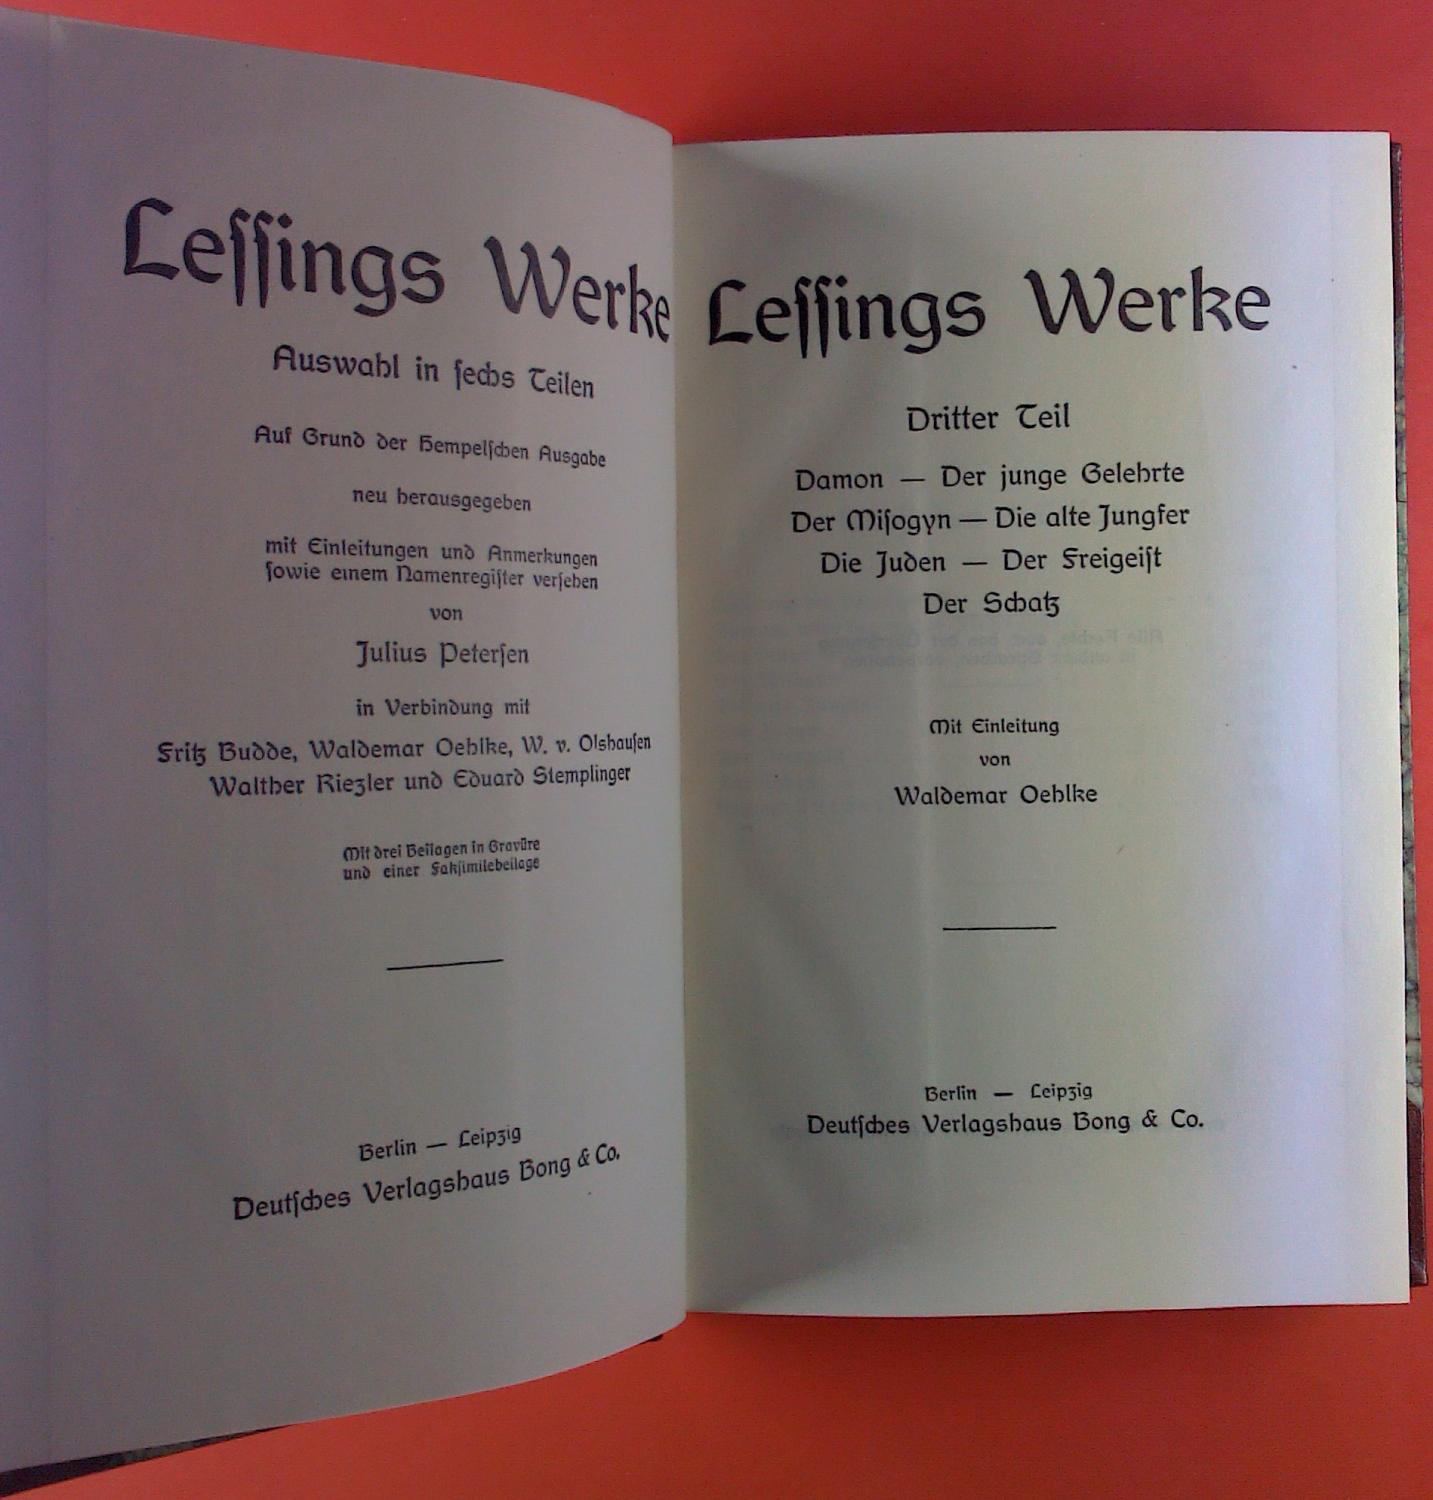 Leſſings Werke
Auswahl in ſechs Teilen
Auf Grund der Hempelſchen Ausgabe
neu herausgegeben
mit Einleitungen und Anmerkungen
ſowie einem Namenregiſter verſehen
von
Julius Peterſen
in Verbindung mit
Fritz Budde, Waldemar Oehlke, W. v. Olshauſen
Walther Riezler und Eduard Stemplinger
Mit drei Beilagen in Gravüre
und einer Fakſimilebeilage
Berlin — Leipzig
Deutſches Verlagshaus Bong & Co.
Leſſings Werke
Dritter Teil
Damon — Der junge Gelehrte
Der Miſogyn — Die alte Jungfer
Die Juden — Der Freigeiſt
Der Schatz
Mit Einleitung
von
Waldemar Oehlke
Berlin — Leipzig
Deutſches Verlagshaus Bong & Co.